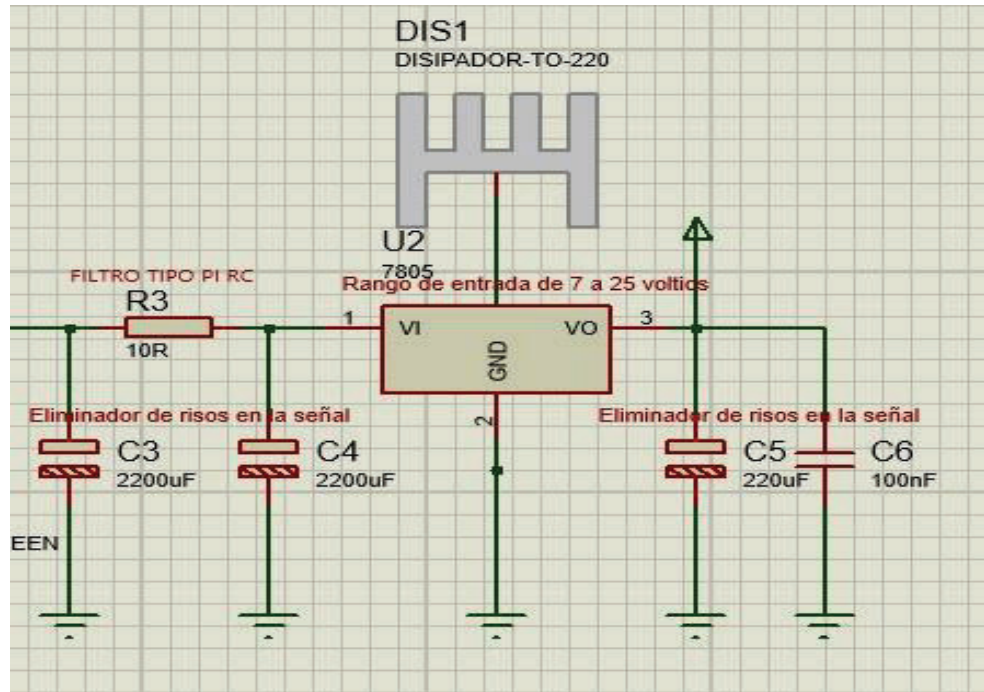 DIS1
DISIPADOR-TO-220
U2
7805
FILTRO TIPO PI RC
Rango de entrada de 7 a 25 voltios
R3
10R
1
VI
VO
3
GND
2
Eliminador de risos en la señal
Eliminador de risos en la señal
C3
2200uF
C4
2200uF
C5
220uF
C6
100nF
EEN